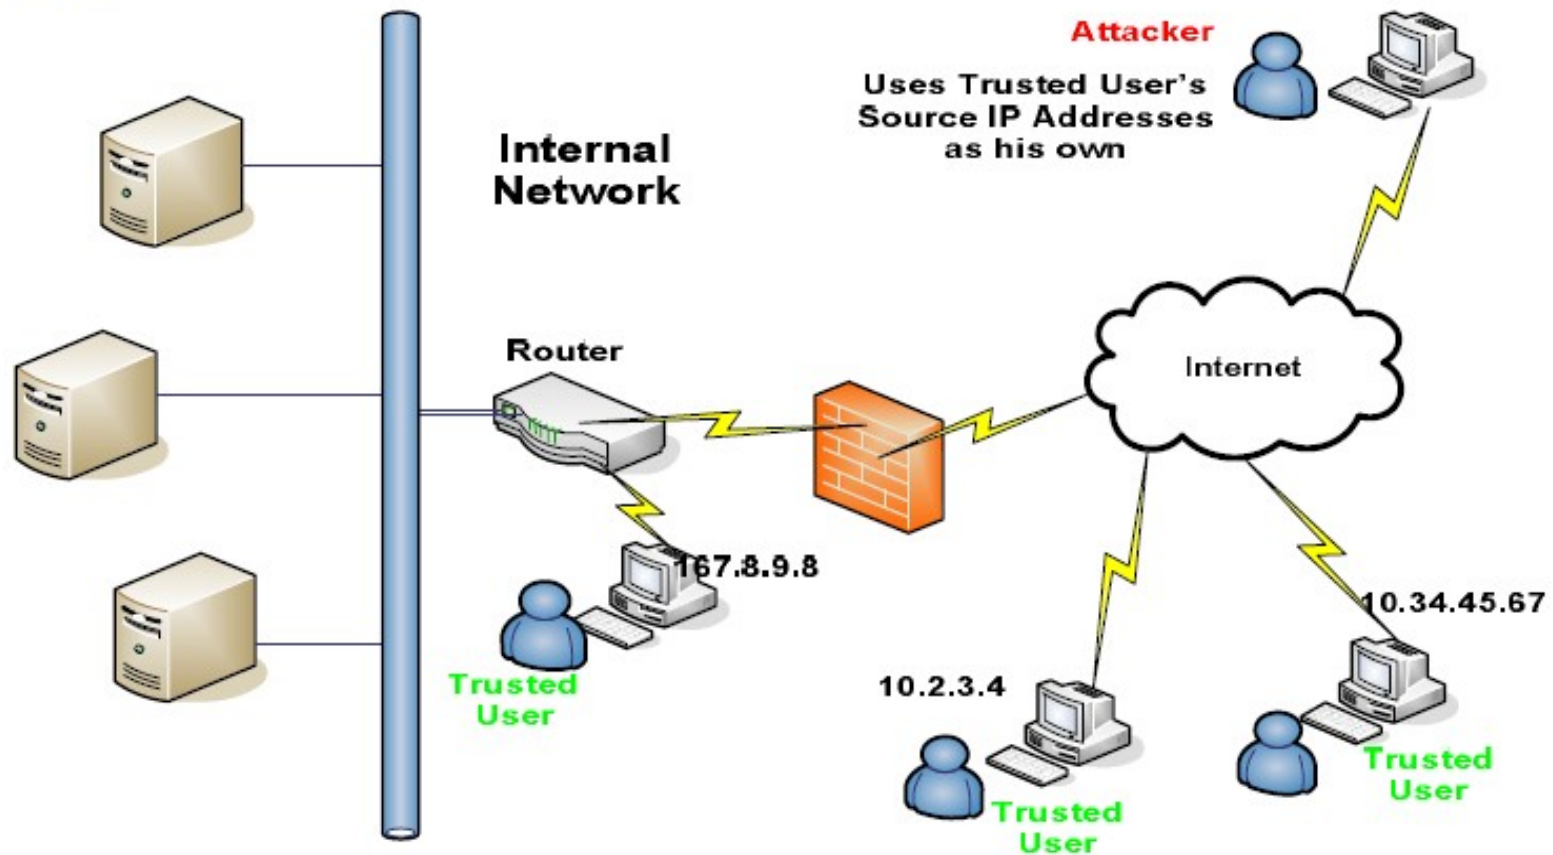 Attacker
Uses Trusted User's
Source IP Addresses
as his own
Internal
Network
Router
Internet
167.8.9.8
Trusted
User
10.34.45.67
10.2.3.4
Trusted
User
Trusted
User